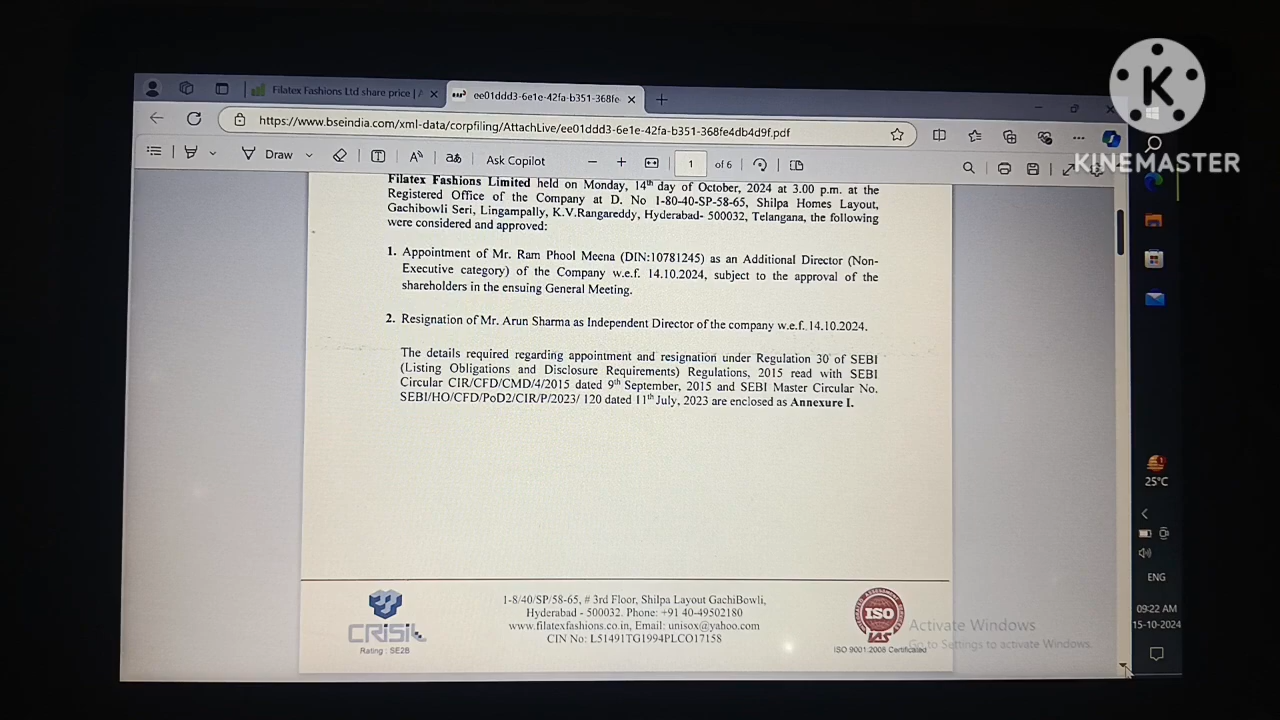 KINEMASTER
Filatex Fashions Ltd share price | A
ee01ddd3-6e1e-42fa-b351-368fe
https://www.bseindia.com/xml-data/corpfiling/AttachLive/ee01ddd3-6e1e-42fa-b351-368fe4db4d9f.pdf
Draw
Ask Copilot
1 of 6
Filatex Fashions Limited held on Monday, 14th day of October, 2024 at 3.00 p.m. at the
Registered Office of the Company at D. No 1-80-40-SP-58-65, Shilpa Homes Layout,
Gachibowli Seri, Lingampally, K.V.Rangareddy, Hyderabad- 500032, Telangana, the following
were considered and approved:
1. Appointment of Mr. Ram Phool Meena (DIN:10781245) as an Additional Director (Non-
Executive category) of the Company w.e.f. 14.10.2024, subject to the approval of the
shareholders in the ensuing General Meeting.
2. Resignation of Mr. Arun Sharma as Independent Director of the company w.e.f. 14.10.2024.
The details required regarding appointment and resignation under Regulation 30 of SEBI
(Listing Obligations and Disclosure Requirements) Regulations, 2015 read with SEBI
Circular CIR/CFD/CMD/4/2015 dated 9th September, 2015 and SEBI Master Circular No.
SEBI/HO/CFD/PoD2/CIR/P/2023/ 120 dated 11th July, 2023 are enclosed as Annexure I.
CRISIL
Rating : SE2B
1-8/40/SP/58-65, # 3rd Floor, Shilpa Layout GachiBowli,
Hyderabad - 500032. Phone: +91 40-49502180
www.filatexfashions.co.in, Email: unisox@yahoo.com
CIN No: L51491TG1994PLCO17158
ISO
IAS
ISO 9001:2008 Certificated
Activate Windows
Go to Settings to activate Windows.
25°C
ENG
09:22 AM
15-10-2024